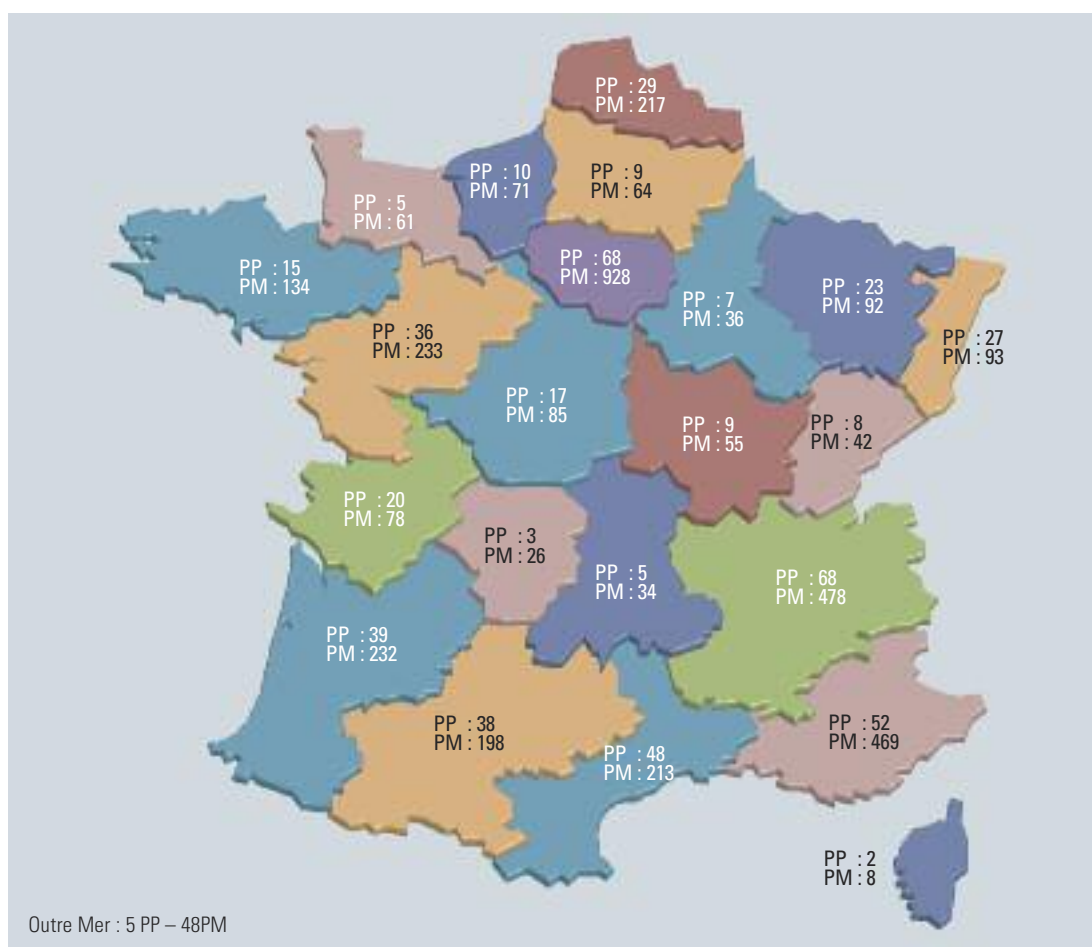 PP : 29
PM : 217
PP : 10
PM : 71
PP : 9
PM : 64
PP : 5
PM : 61
PP : 15
PM : 134
PP : 68
PM : 928
PP : 7
PM : 36
PP : 23
PM : 92
PP : 27
PM : 93
PP : 36
PM : 233
PP : 17
PM : 85
PP : 9
PM : 55
PP : 8
PM : 42
PP : 20
PM : 78
PP : 3
PM : 26
PP : 5
PM : 34
PP : 68
PM : 478
PP : 39
PM : 232
PP : 38
PM : 198
PP : 48
PM : 213
PP : 52
PM : 469
PP : 2
PM : 8
Outre Mer : 5 PP – 48PM